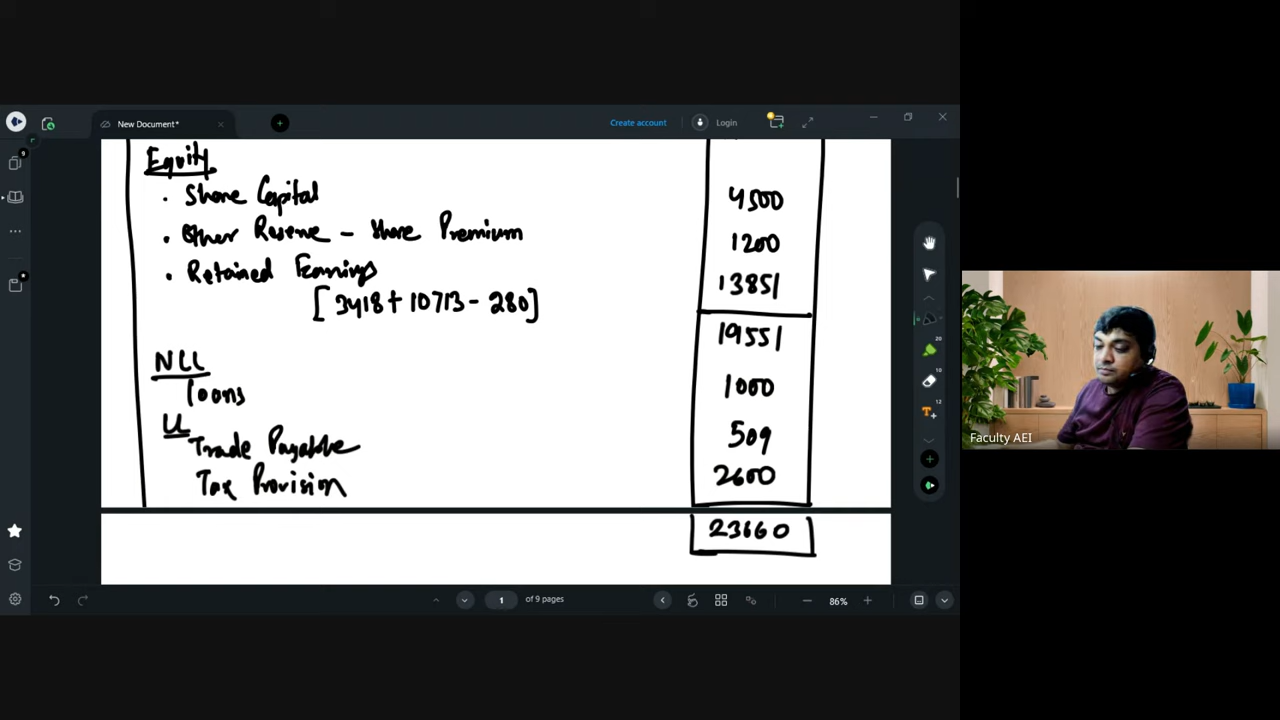 New Document*
Create account
Login
Equity
· Share Capital 4500
· Other Reserve - Share Premium 1200
· Retained Earnings 13851
[3418 + 10713 - 280]
19551
NCL
Loans 1000
CL
Trade Payable 509
Tax Provision 2600
23660
Faculty AEI
1 of 9 pages
86%